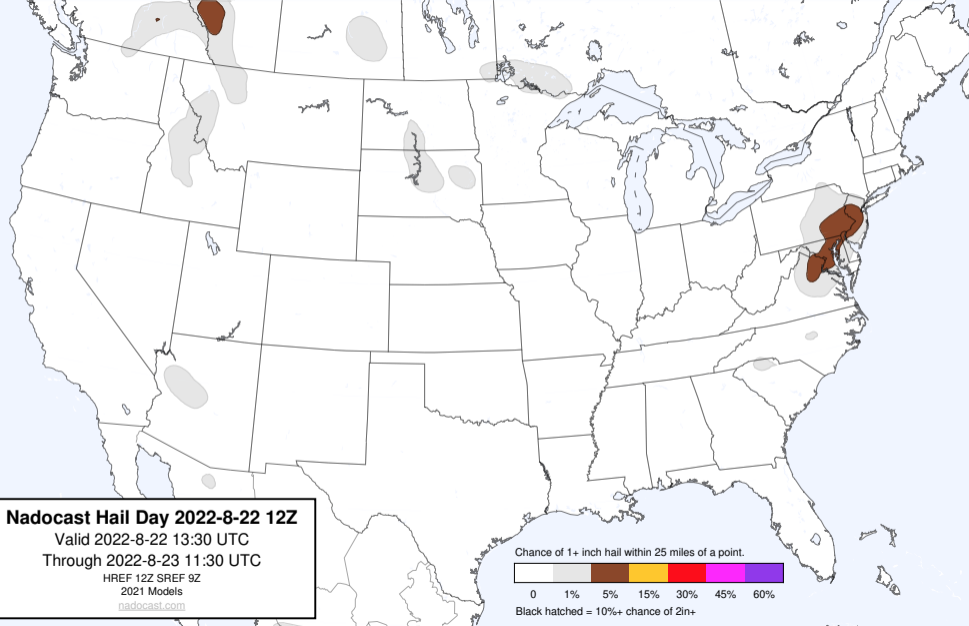 Nadocast Hail Day 2022-8-22 12Z
Valid 2022-8-22 13:30 UTC
Through 2022-8-23 11:30 UTC
HREF 12Z SREF 9Z
2021 Models
nadocast.com
Chance of 1+ inch hail within 25 miles of a point.
0 1% 5% 15% 30% 45% 60%
Black hatched = 10%+ chance of 2in+